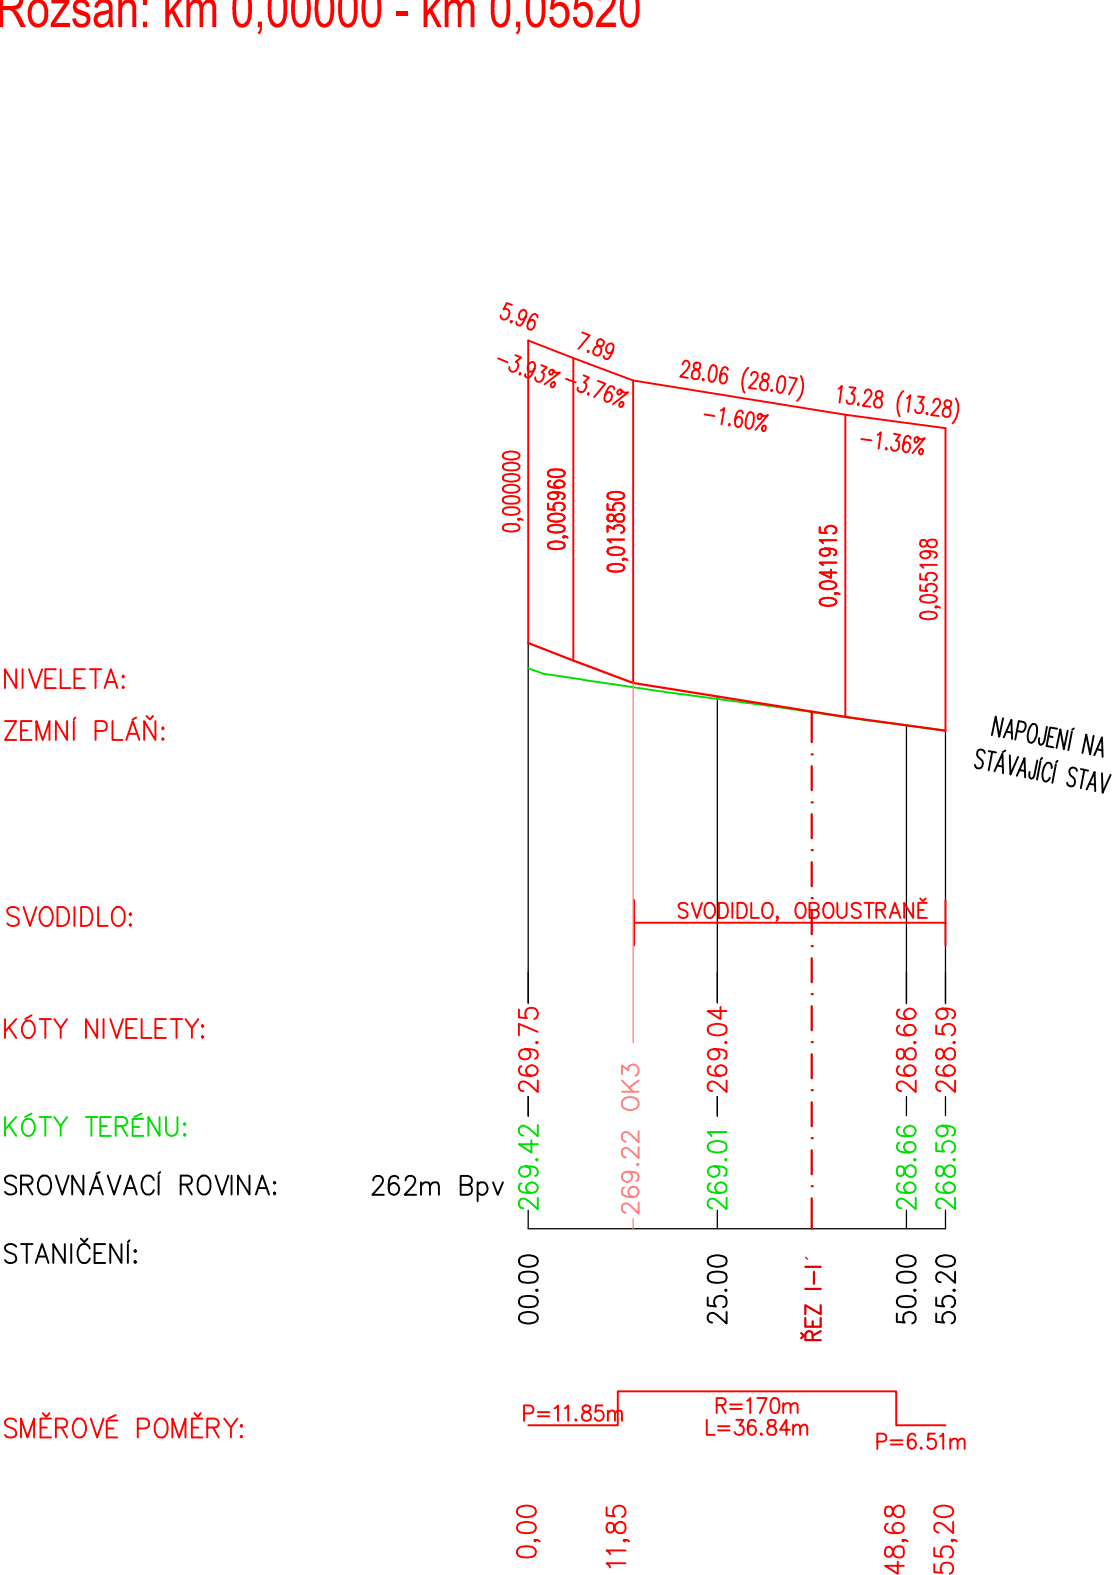 Rozsah: km 0,00000 - km 0,05520
5.96
7.89
28.06 (28.07)
13.28 (13.28)
-3.93%
-3.76%
-1.60%
-1.36%
0,000000
0,005960
0,013850
0,041915
0,055198
NIVELETA:
ZEMNÍ PLÁŇ:
NAPOJENÍ NA
STÁVAJÍCÍ STAV
SVODIDLO:
SVODIDLO, OBOUSTRANĚ
KÓTY NIVELETY:
269.75
269.04
268.66
268.59
KÓTY TERÉNU:
269.42
269.22 OK3
269.01
268.66
268.59
SROVNÁVACÍ ROVINA: 262m Bpv
STANIČENÍ:
00.00
25.00
ŘEZ I-I´
50.00
55.20
SMĚROVÉ POMĚRY:
P=11.85m
R=170m
L=36.84m
P=6.51m
0,00
11,85
48,68
55,20